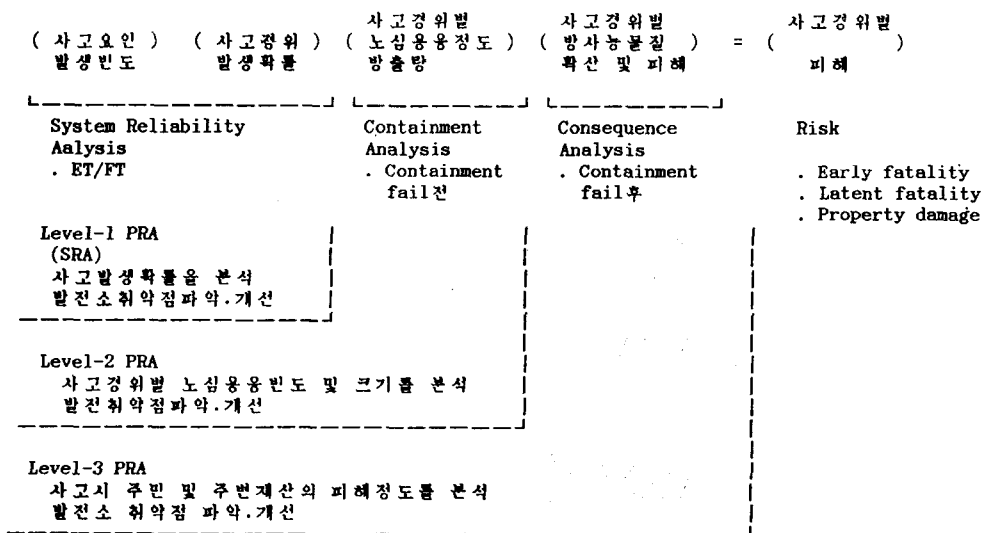 사고경위별 사고경위별 사고경위별
( 사고요인 ) ( 사고경위 ) ( 노심용융정도 ) ( 방사능물질 ) = ( )
발생빈도 발생확률 방출량 확산 및 피해 피해
System Reliability Containment Consequence Risk
Aalysis Analysis Analysis
. ET/FT . Containment . Containment . Early fatality
fail전 fail후 . Latent fatality
. Property damage
Level-1 PRA
(SRA)
사고발생확률을 분석
발전소취약점파악.개선
Level-2 PRA
사고경위별 노심용융빈도 및 크기를 분석
발전취약점파악.개선
Level-3 PRA
사고시 주민 및 주변재산의 피해정도를 분석
발전소 취약점 파악.개선